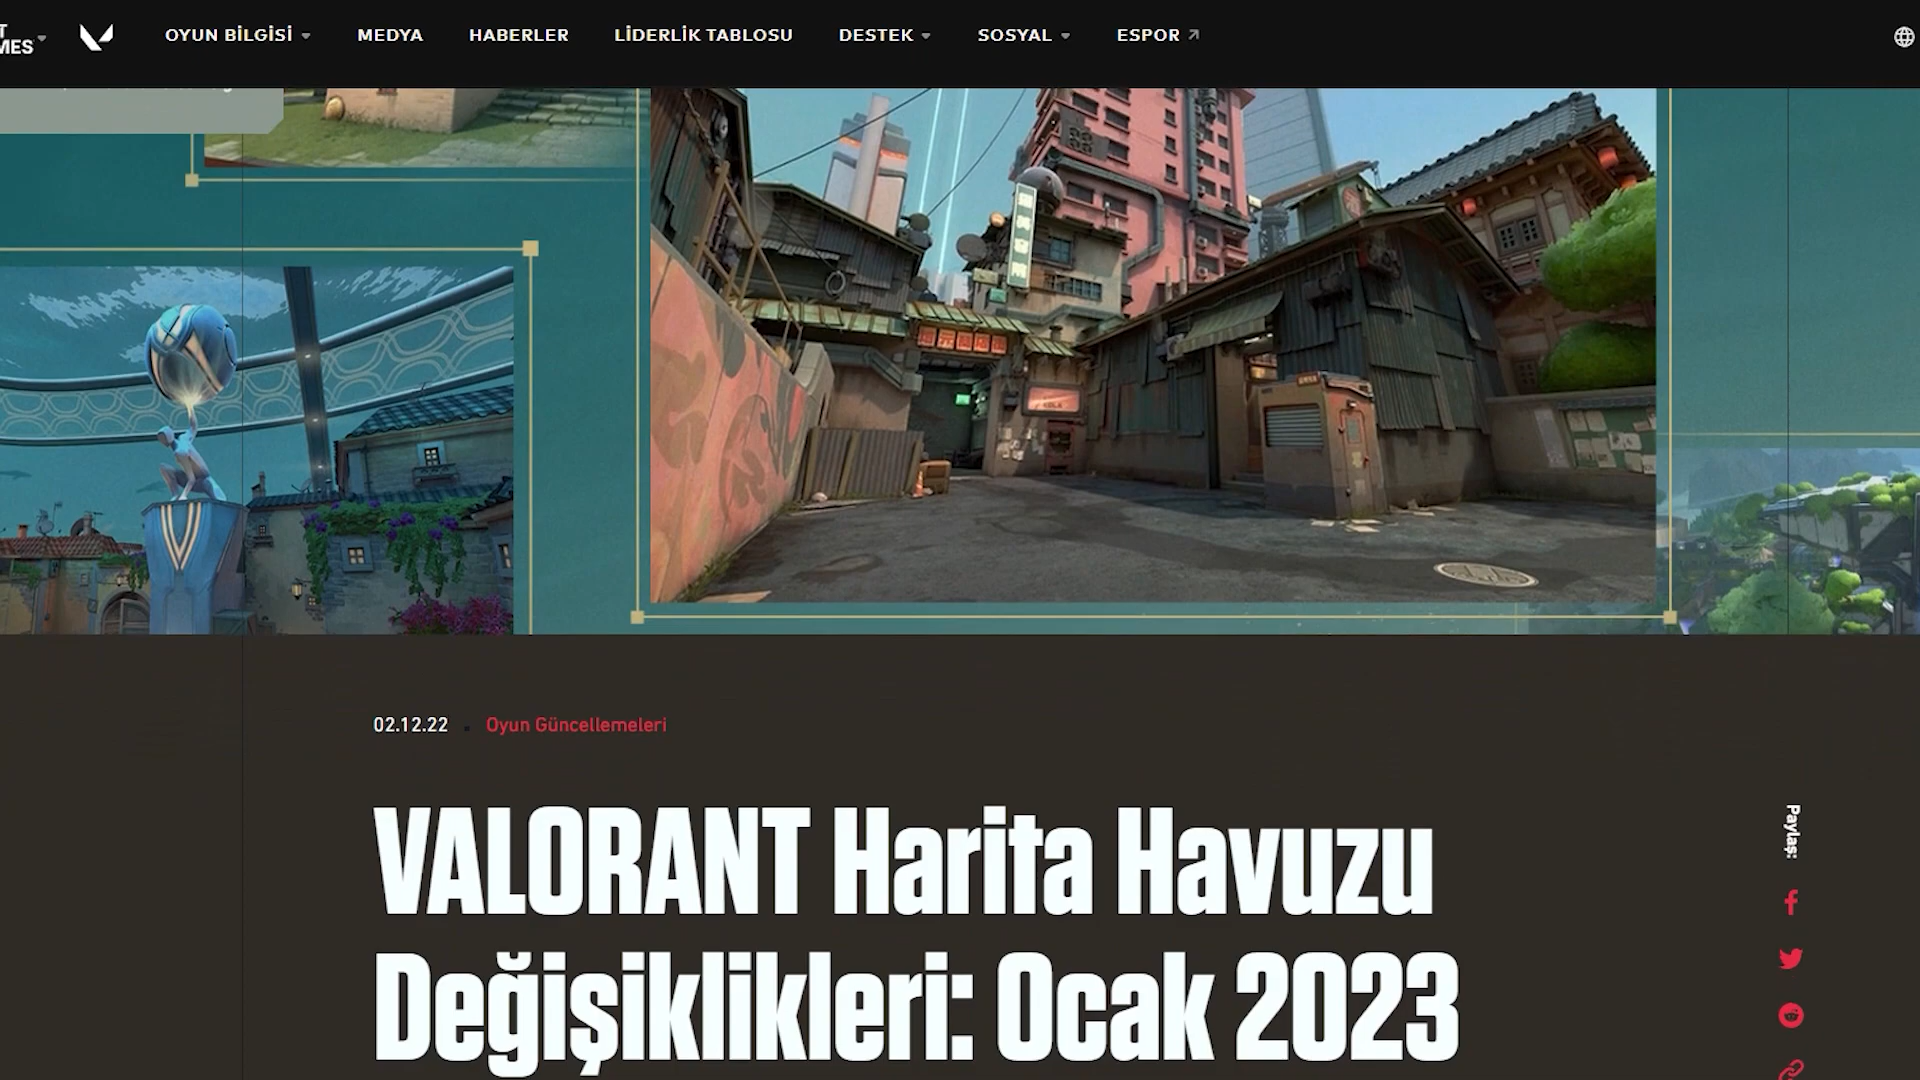 OYUN BİLGİSİ
MEDYA
HABERLER
LİDERLİK TABLOSU
DESTEK
SOSYAL
ESPOR
02.12.22
Oyun Güncellemeleri
VALORANT Harita Havuzu
Değişiklikleri: Ocak 2023
Paylaş: